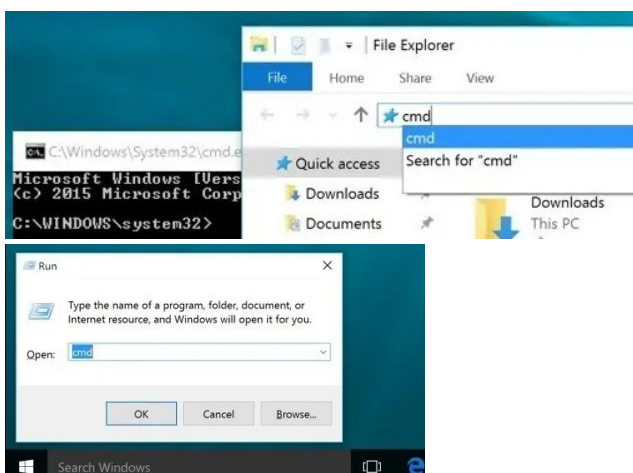 File Explorer
File Home Share View
cmd
cmd
Search for "cmd"
C:\Windows\System32\cmd.e
Microsoft Windows [Vers
(c) 2015 Microsoft Corp
C:\WINDOWS\system32>
Quick access
Downloads
Documents
Downloads
This PC
Run
Type the name of a program, folder, document, or
Internet resource, and Windows will open it for you.
Open: cmd
OK Cancel Browse...
Search Windows